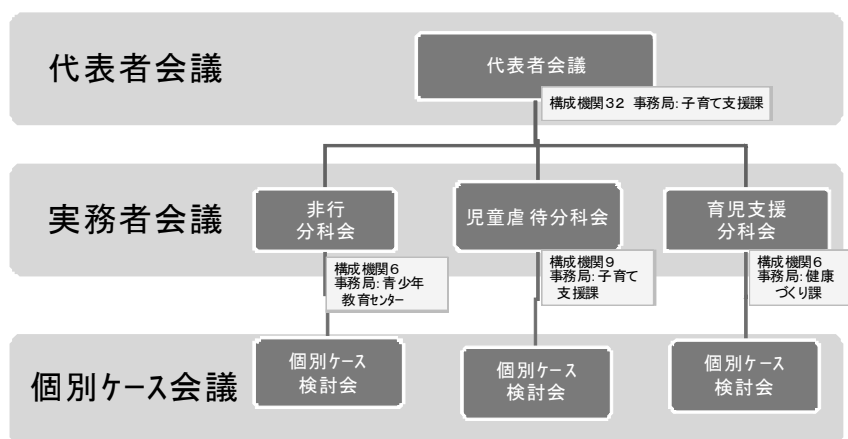 代表者会議
代表者会議
構成機関32 事務局:子育て支援課
実務者会議
非行
分科会
児童虐待分科会
育児支援
分科会
構成機関6
事務局:青少年
教育センター
構成機関9
事務局:子育て
支援課
構成機関6
事務局:健康
づくり課
個別ケース会議
個別ケース
検討会
個別ケース
検討会
個別ケース
検討会